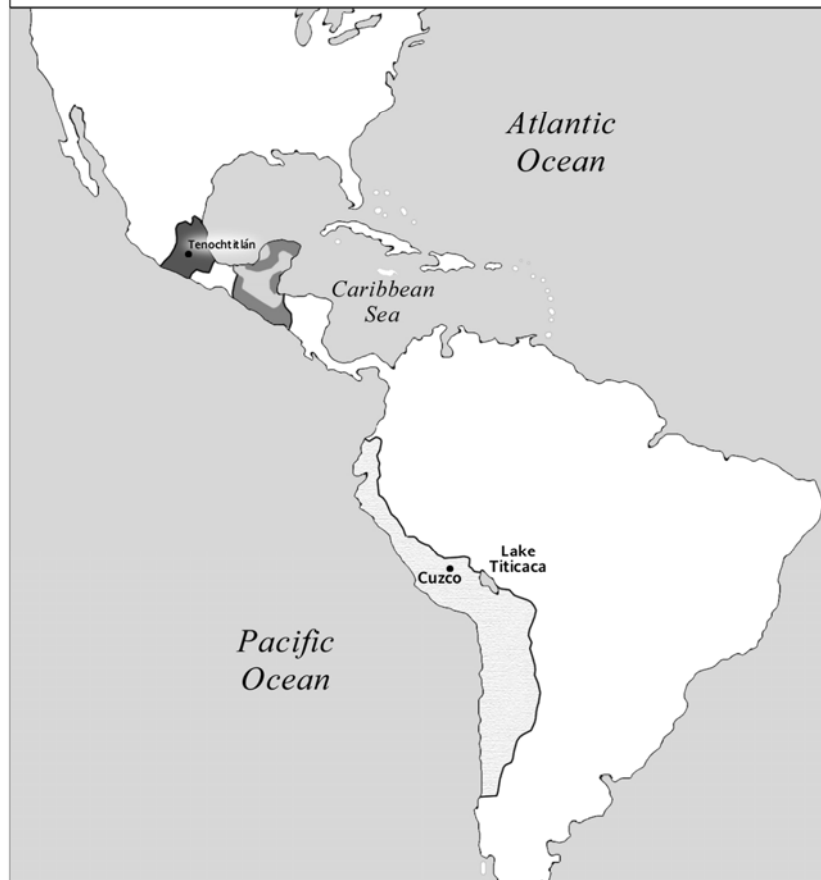 Atlantic
Ocean
Tenochtitlán
Caribbean
Sea
Lake
Titicaca
Cuzco
Pacific
Ocean